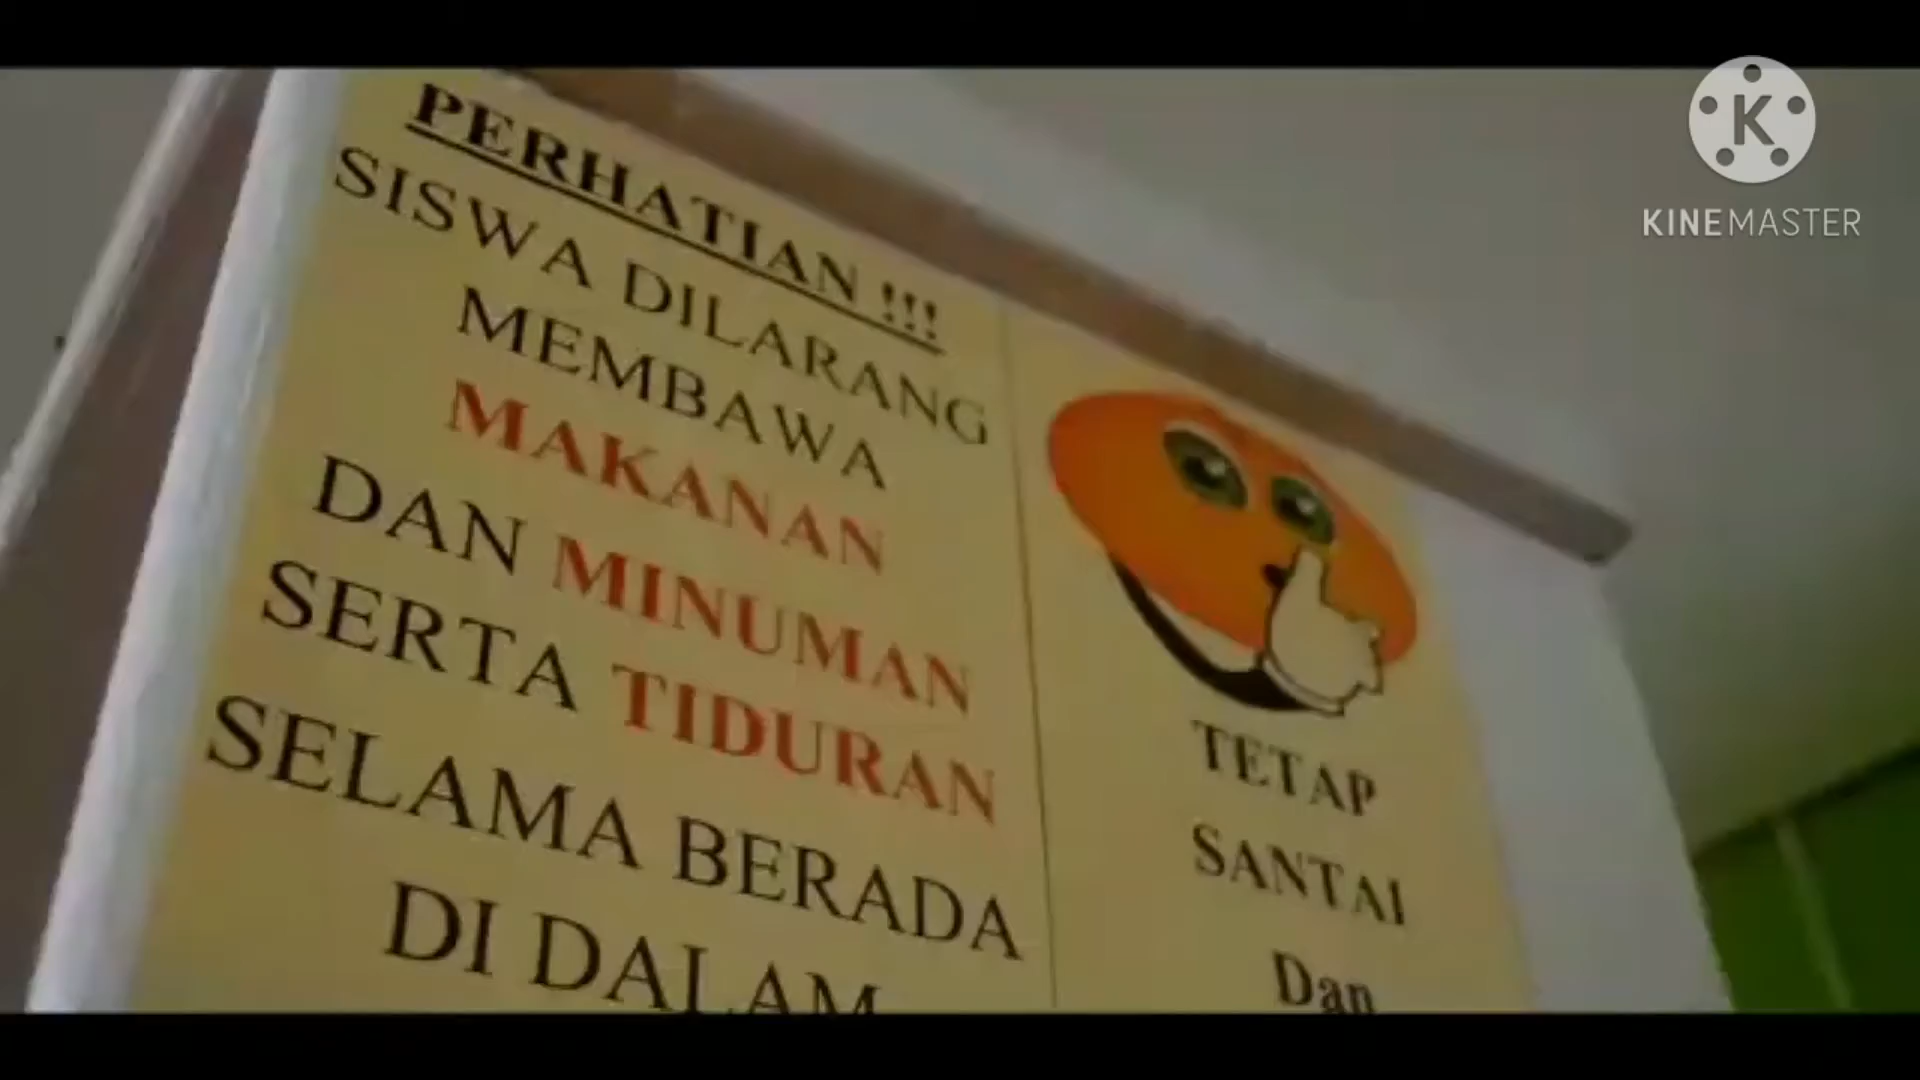 PERHATIAN !!!
SISWA DILARANG
MEMBAWA
MAKANAN
DAN MINUMAN
SERTA TIDURAN
SELAMA BERADA
DI DALAM
TETAP
SANTAI
Dan
KINEMASTER